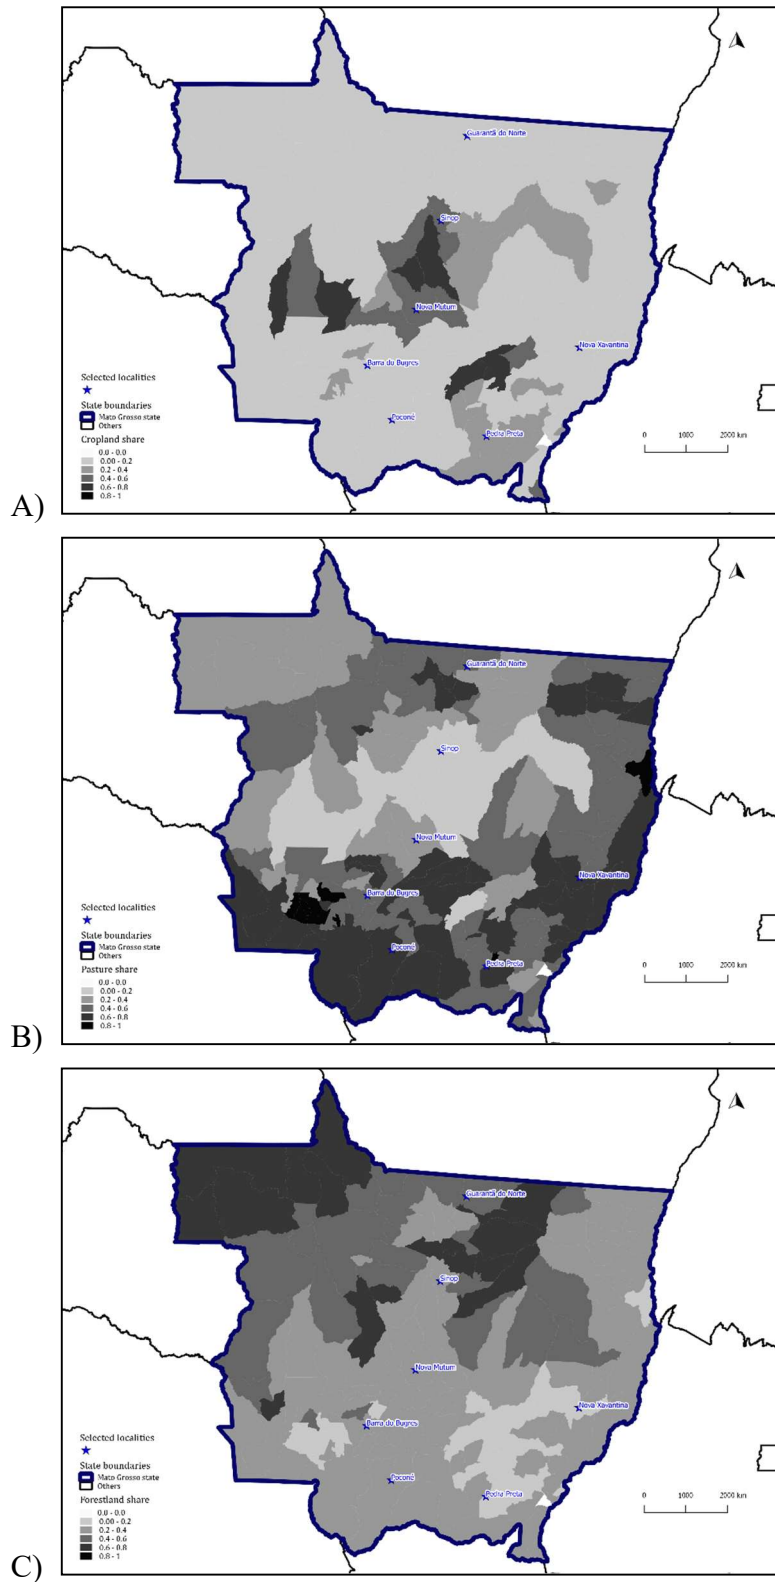 Guarantã do Norte
Sinop
Nova Mutum
Nova Xavantina
Barra do Bugres
Poconé
Pedra Preta
Selected localities
State boundaries
Mato Grosso state
Others
Cropland share
0.0 - 0.0
0.00 - 0.2
0.2 - 0.4
0.4 - 0.6
0.6 - 0.8
0.8 - 1
0 1000 2000 km
A)
Guarantã do Norte
Sinop
Nova Mutum
Nova Xavantina
Barra do Bugres
Poconé
Pedra Preta
Selected localities
State boundaries
Mato Grosso state
Others
Pasture share
0.0 - 0.0
0.00 - 0.2
0.2 - 0.4
0.4 - 0.6
0.6 - 0.8
0.8 - 1
0 1000 2000 km
B)
Guarantã do Norte
Sinop
Nova Mutum
Nova Xavantina
Barra do Bugres
Poconé
Pedra Preta
Selected localities
State boundaries
Mato Grosso state
Others
Forestland share
0.0 - 0.0
0.00 - 0.2
0.2 - 0.4
0.4 - 0.6
0.6 - 0.8
0.8 - 1
0 1000 2000 km
C)